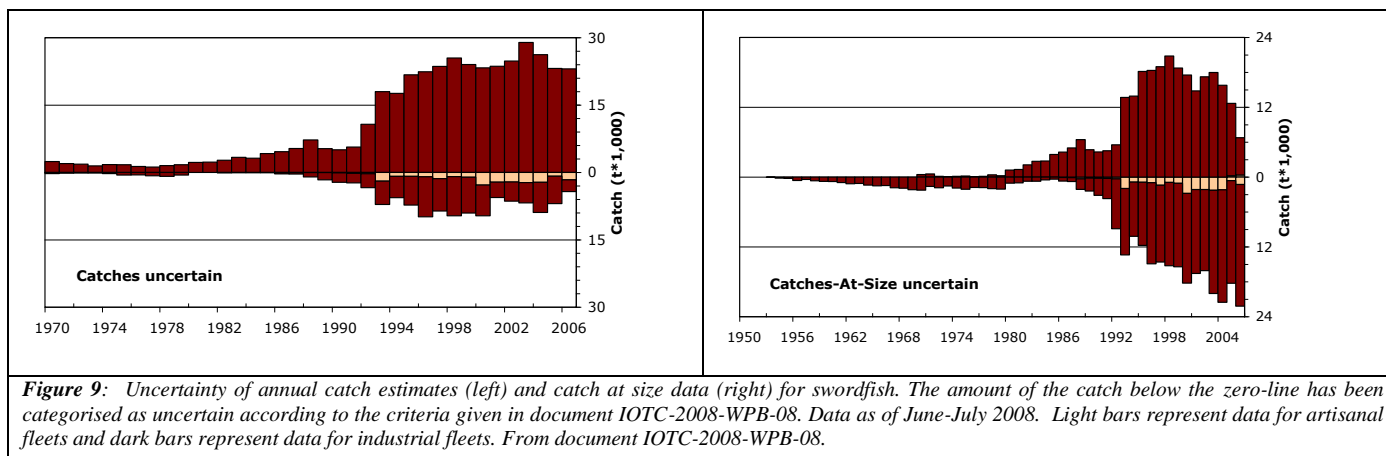 30
15
0
15
30
Catch (t*1,000)
Catches uncertain
1970 1974 1978 1982 1986 1990 1994 1998 2002 2006
24
12
0
12
24
Catch (t*1,000)
Catches-At-Size uncertain
1950 1956 1962 1968 1974 1980 1986 1992 1998 2004
Figure 9: Uncertainty of annual catch estimates (left) and catch at size data (right) for swordfish. The amount of the catch below the zero-line has been
categorised as uncertain according to the criteria given in document IOTC-2008-WPB-08. Data as of June-July 2008. Light bars represent data for artisanal
fleets and dark bars represent data for industrial fleets. From document IOTC-2008-WPB-08.